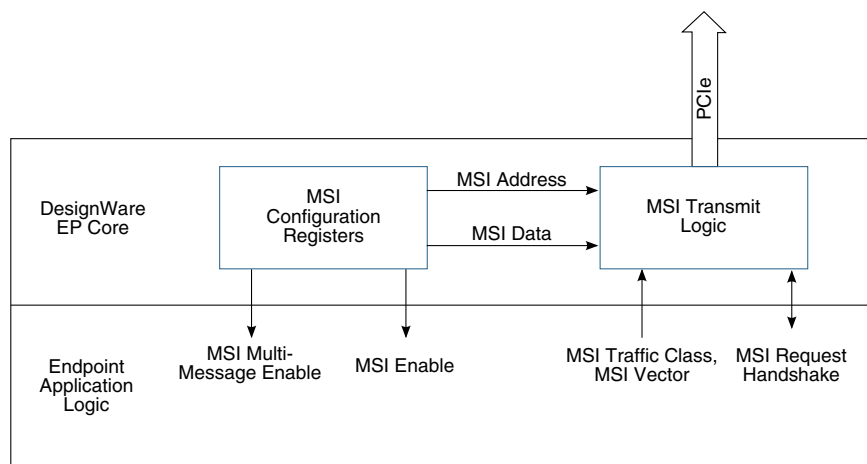 PCIe
DesignWare
EP Core
MSI
Configuration
Registers
MSI Address
MSI Data
MSI Transmit
Logic
Endpoint
Application
Logic
MSI Multi-
Message Enable
MSI Enable
MSI Traffic Class,
MSI Vector
MSI Request
Handshake